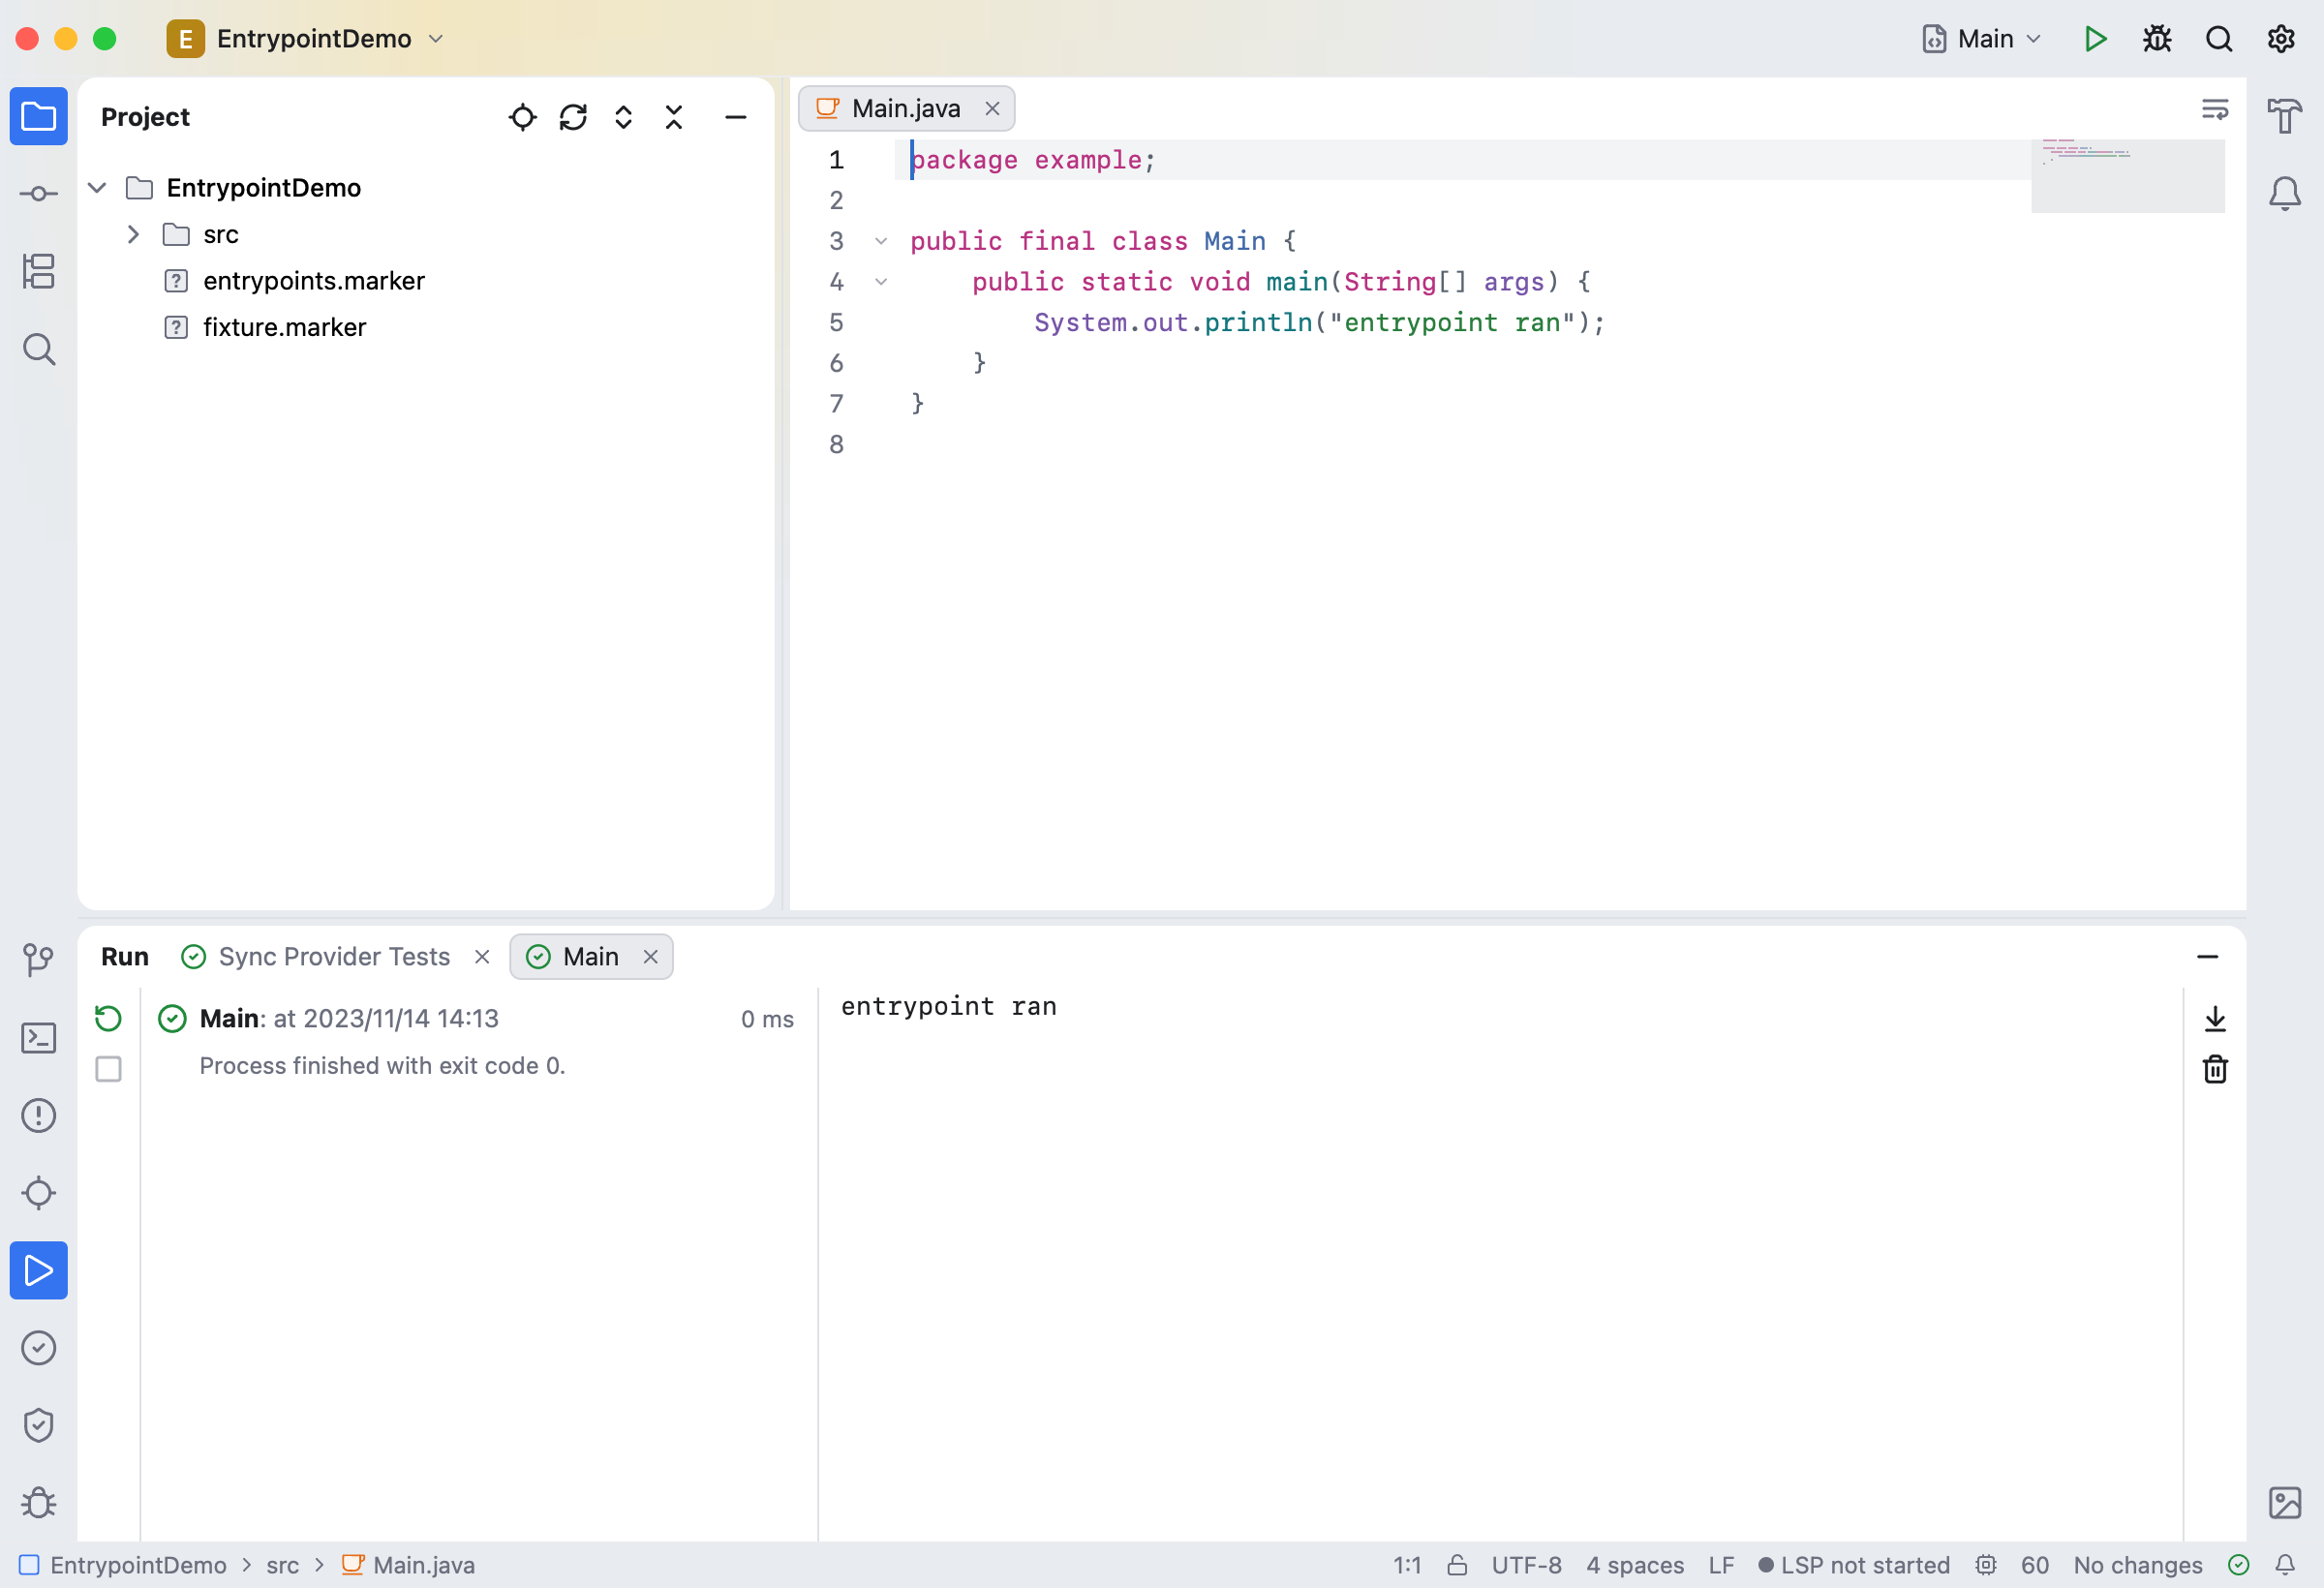 E EntrypointDemo
Main
Project
EntrypointDemo
src
? entrypoints.marker
? fixture.marker
Main.java
1 package example;
2
3 public final class Main {
4 public static void main(String[] args) {
5 System.out.println("entrypoint ran");
6 }
7 }
8
Run Sync Provider Tests Main
Main: at 2023/11/14 14:13 0 ms
Process finished with exit code 0.
entrypoint ran
EntrypointDemo > src > Main.java
1:1 UTF-8 4 spaces LF LSP not started 60 No changes